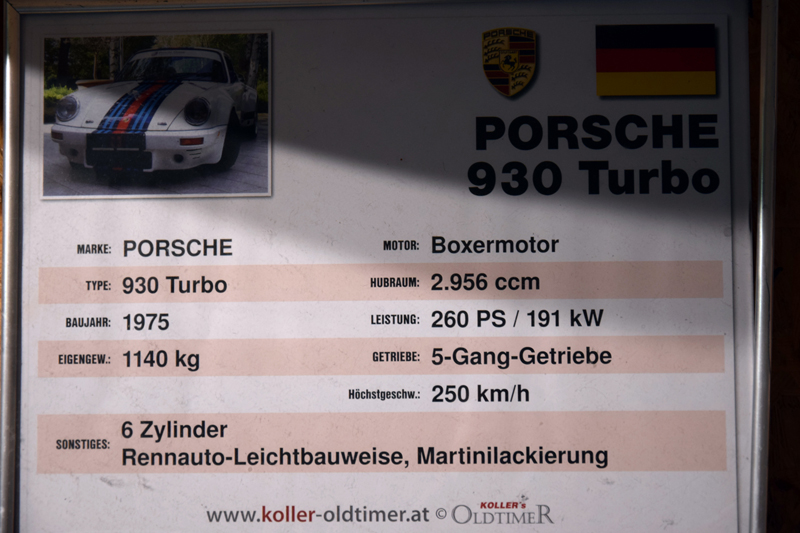 PORSCHE
PORSCHE
930 Turbo
MARKE: PORSCHE
MOTOR: Boxermotor
TYPE: 930 Turbo
HUBRAUM: 2.956 ccm
BAUJAHR: 1975
LEISTUNG: 260 PS / 191 kW
EIGENGEW.: 1140 kg
GETRIEBE: 5-Gang-Getriebe
Höchstgeschw.: 250 km/h
SONSTIGES: 6 Zylinder
Rennauto-Leichtbauweise, Martinilackierung
www.koller-oldtimer.at © KOLLER's
OLDTIMER